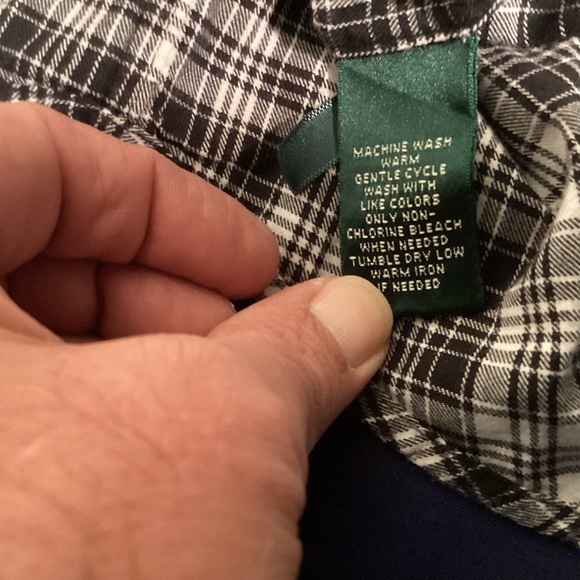 MACHINE WASH
WARM
GENTLE CYCLE
WASH WITH
LIKE COLORS
ONLY NON-
CHLORINE BLEACH
WHEN NEEDED
TUMBLE DRY LOW
WARM IRON
IF NEEDED